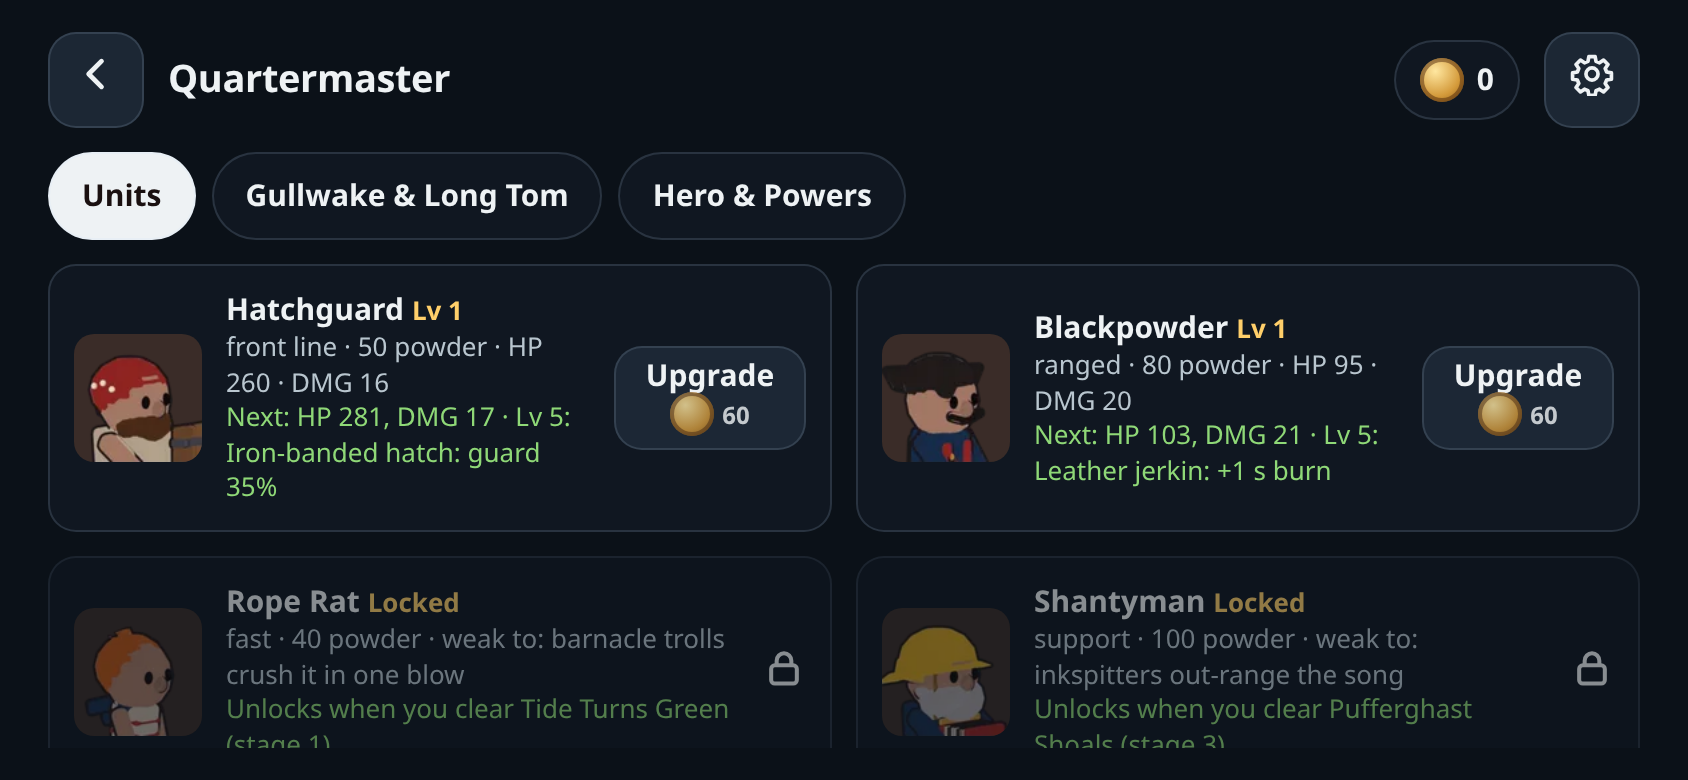 Quartermaster
0
Units
Gullwake & Long Tom
Hero & Powers
Hatchguard Lv 1
front line · 50 powder · HP
260 · DMG 16
Next: HP 281, DMG 17 · Lv 5:
Iron-banded hatch: guard
35%
Upgrade
60
Blackpowder Lv 1
ranged · 80 powder · HP 95 ·
DMG 20
Next: HP 103, DMG 21 · Lv 5:
Leather jerkin: +1 s burn
Upgrade
60
Rope Rat Locked
fast · 40 powder · weak to: barnacle trolls
crush it in one blow
Unlocks when you clear Tide Turns Green
(stage 1)
Shantyman Locked
support · 100 powder · weak to:
inkspitters out-range the song
Unlocks when you clear Pufferghast
Shoals (stage 3)